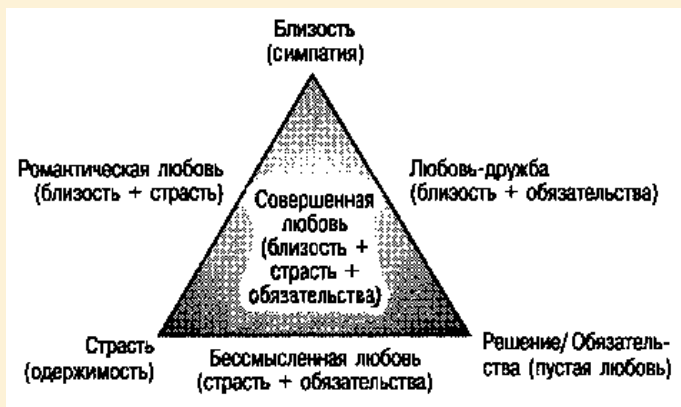 Близость
(симпатия)
Романтическая любовь
(близость + страсть)
Любовь-дружба
(близость + обязательства)
Совершенная
любовь
(близость +
страсть +
обязательства)
Страсть
(одержимость)
Бессмысленная любовь
(страсть + обязательства)
Решение/ Обязатель-
ства (пустая любовь)